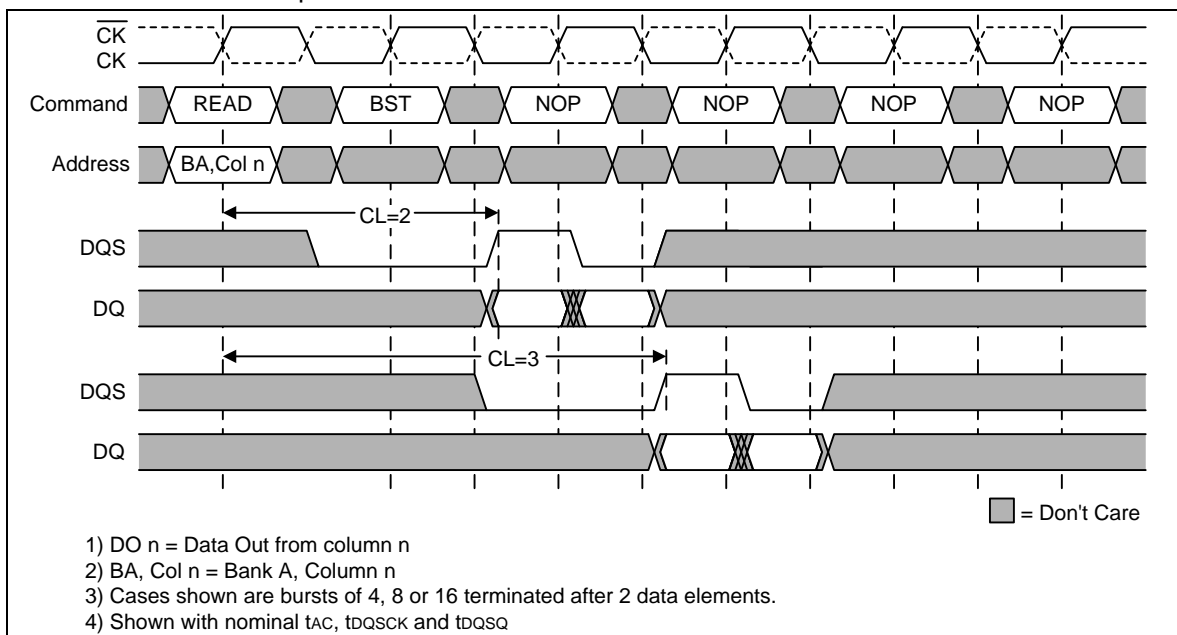 CK
CK
Command READ BST NOP NOP NOP NOP
Address BA,Col n
CL=2
DQS
DQ
CL=3
DQS
DQ
= Don't Care
1) DO n = Data Out from column n
2) BA, Col n = Bank A, Column n
3) Cases shown are bursts of 4, 8 or 16 terminated after 2 data elements.
4) Shown with nominal tAC, tDQSCK and tDQSQ